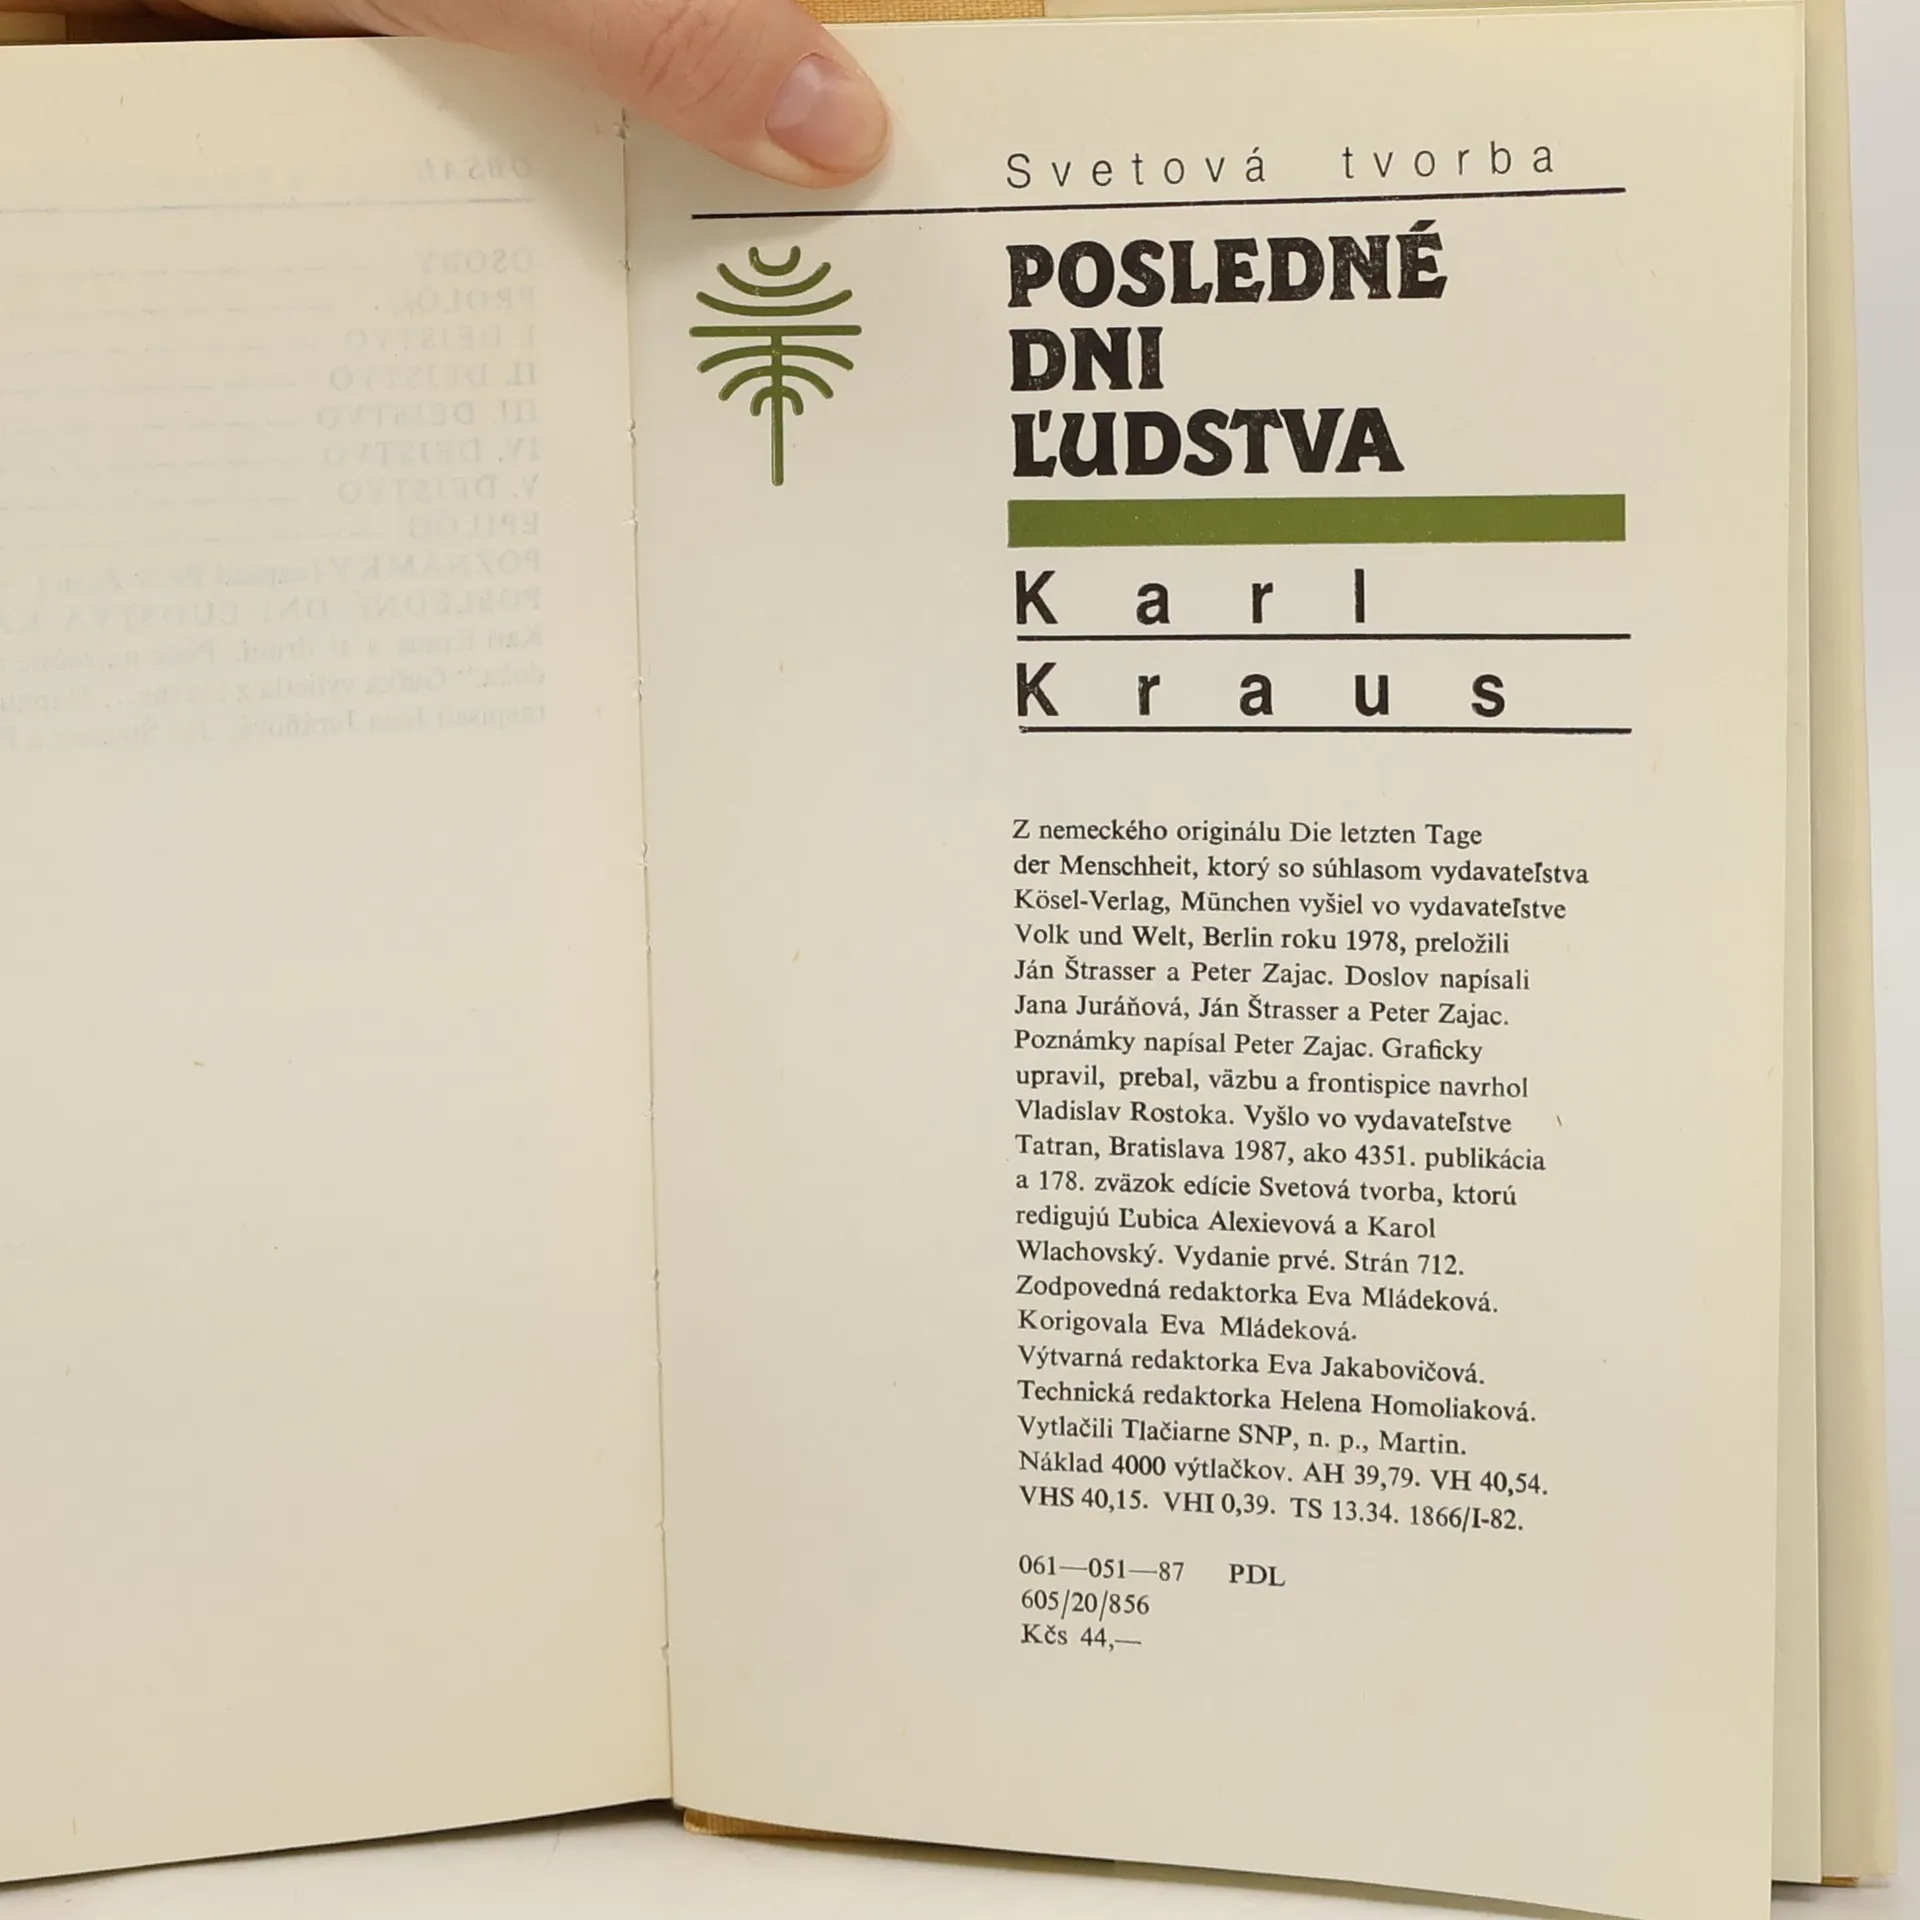 Svetová tvorba
POSLEDNÉ
DNI
ĽUDSTVA
Karl
Kraus
Z nemeckého originálu Die letzten Tage
der Menschheit, ktorý so súhlasom vydavateľstva
Kösel-Verlag, München vyšiel vo vydavateľstve
Volk und Welt, Berlin roku 1978, preložili
Ján Štrasser a Peter Zajac. Doslov napísali
Jana Juráňová, Ján Štrasser a Peter Zajac.
Poznámky napísal Peter Zajac. Graficky
upravil, prebal, väzbu a frontispice navrhol
Vladislav Rostoka. Vyšlo vo vydavateľstve
Tatran, Bratislava 1987, ako 4351. publikácia
a 178. zväzok edície Svetová tvorba, ktorú
redigujú Ľubica Alexievová a Karol
Wlachovský. Vydanie prvé. Strán 712.
Zodpovedná redaktorka Eva Mládeková.
Korigovala Eva Mládeková.
Výtvarná redaktorka Eva Jakabovičová.
Technická redaktorka Helena Homoliaková.
Vytlačili Tlačiarne SNP, n. p., Martin.
Náklad 4000 výtlačkov. AH 39,79. VH 40,54.
VHS 40,15. VHI 0,39. TS 13.34. 1866/I-82.
061—051—87 PDL
605/20/856
Kčs 44,—